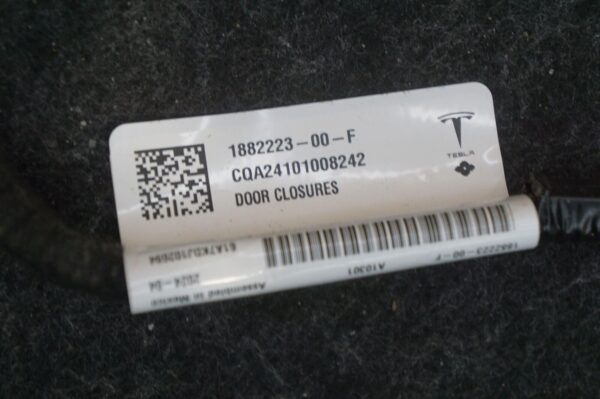 1882223-00-F
CQA24101008242
DOOR CLOSURES
TESLA
1882223-00-F
A10301
Assembled in Mexico
2024-04